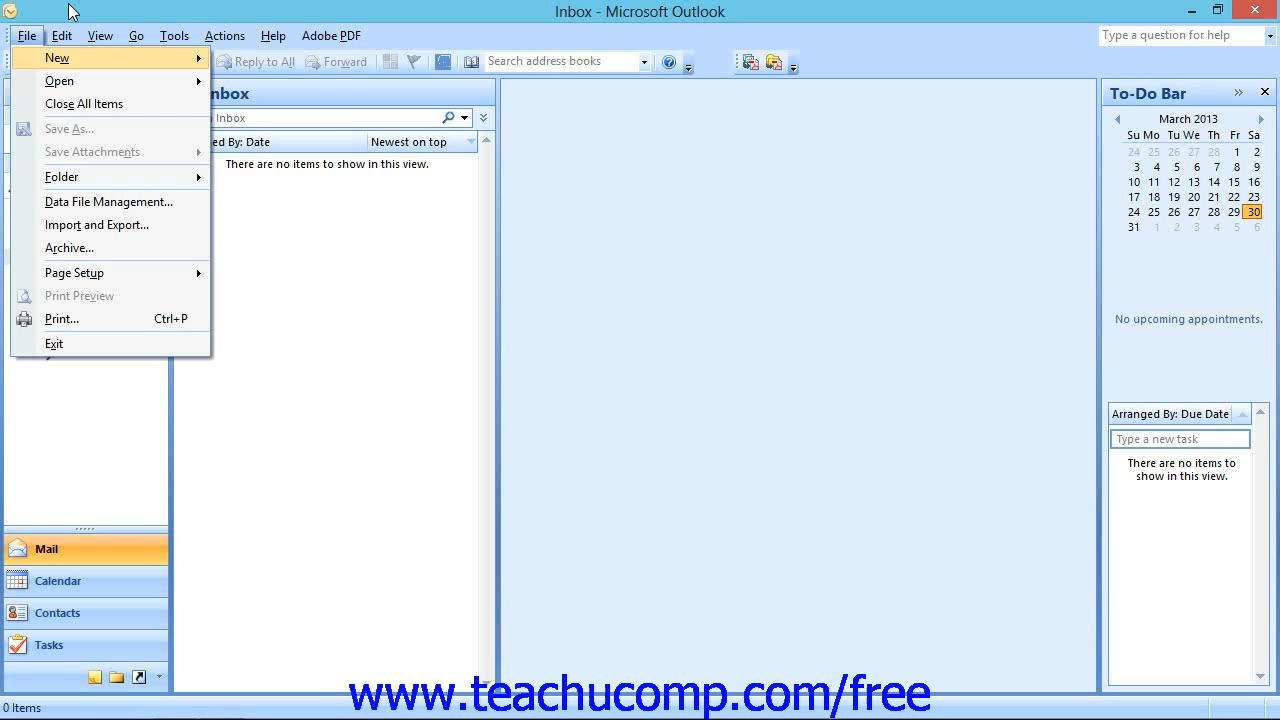 Inbox - Microsoft Outlook
File Edit View Go Tools Actions Help Adobe PDF
Type a question for help
Reply to All Forward Search address books
New
Open
Close All Items
Save As...
Save Attachments
Folder
Data File Management...
Import and Export...
Archive...
Page Setup
Print Preview
Print... Ctrl+P
Exit
Mail
Calendar
Contacts
Tasks
nbox
Inbox
ed By: Date Newest on top
There are no items to show in this view.
To-Do Bar
March 2013
Su Mo Tu We Th Fr Sa
24 25 26 27 28 1 2
3 4 5 6 7 8 9
10 11 12 13 14 15 16
17 18 19 20 21 22 23
24 25 26 27 28 29 30
31 1 2 3 4 5 6
No upcoming appointments.
Arranged By: Due Date
Type a new task
There are no items to
show in this view.
www.teachucomp.com/free
0 Items